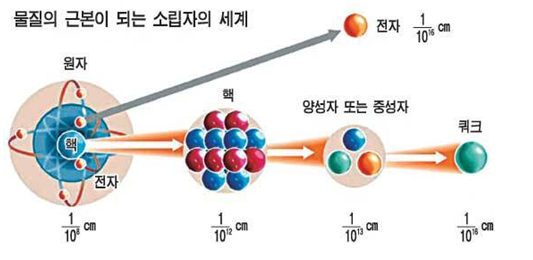 물질의 근본이 되는 소립자의 세계
전자 1/10¹⁶ cm
원자
핵
양성자 또는 중성자
쿼크
핵
전자
1/10⁸ cm
1/10¹² cm
1/10¹³ cm
1/10¹⁶ cm